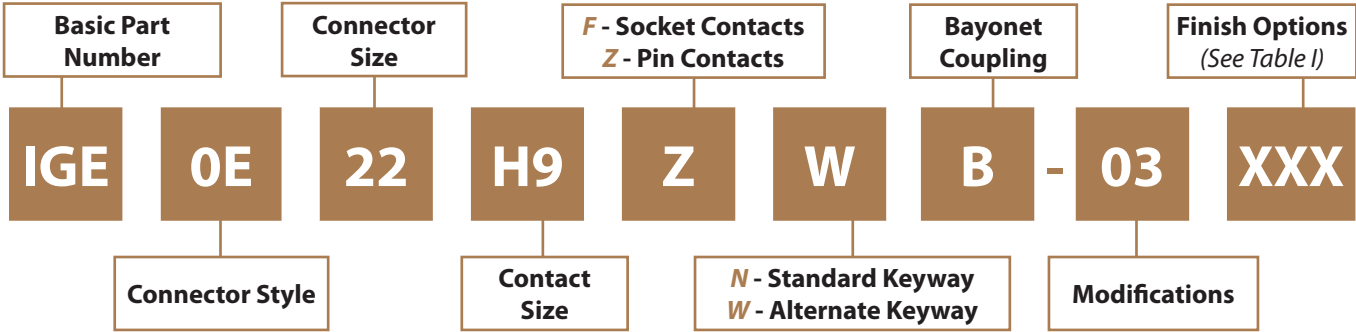 Basic Part
Number
Connector
Size
F - Socket Contacts
Z - Pin Contacts
Bayonet
Coupling
Finish Options
(See Table I)
IGE 0E 22 H9 Z W B - 03 XXX
Connector Style
Contact
Size
N - Standard Keyway
W - Alternate Keyway
Modifications